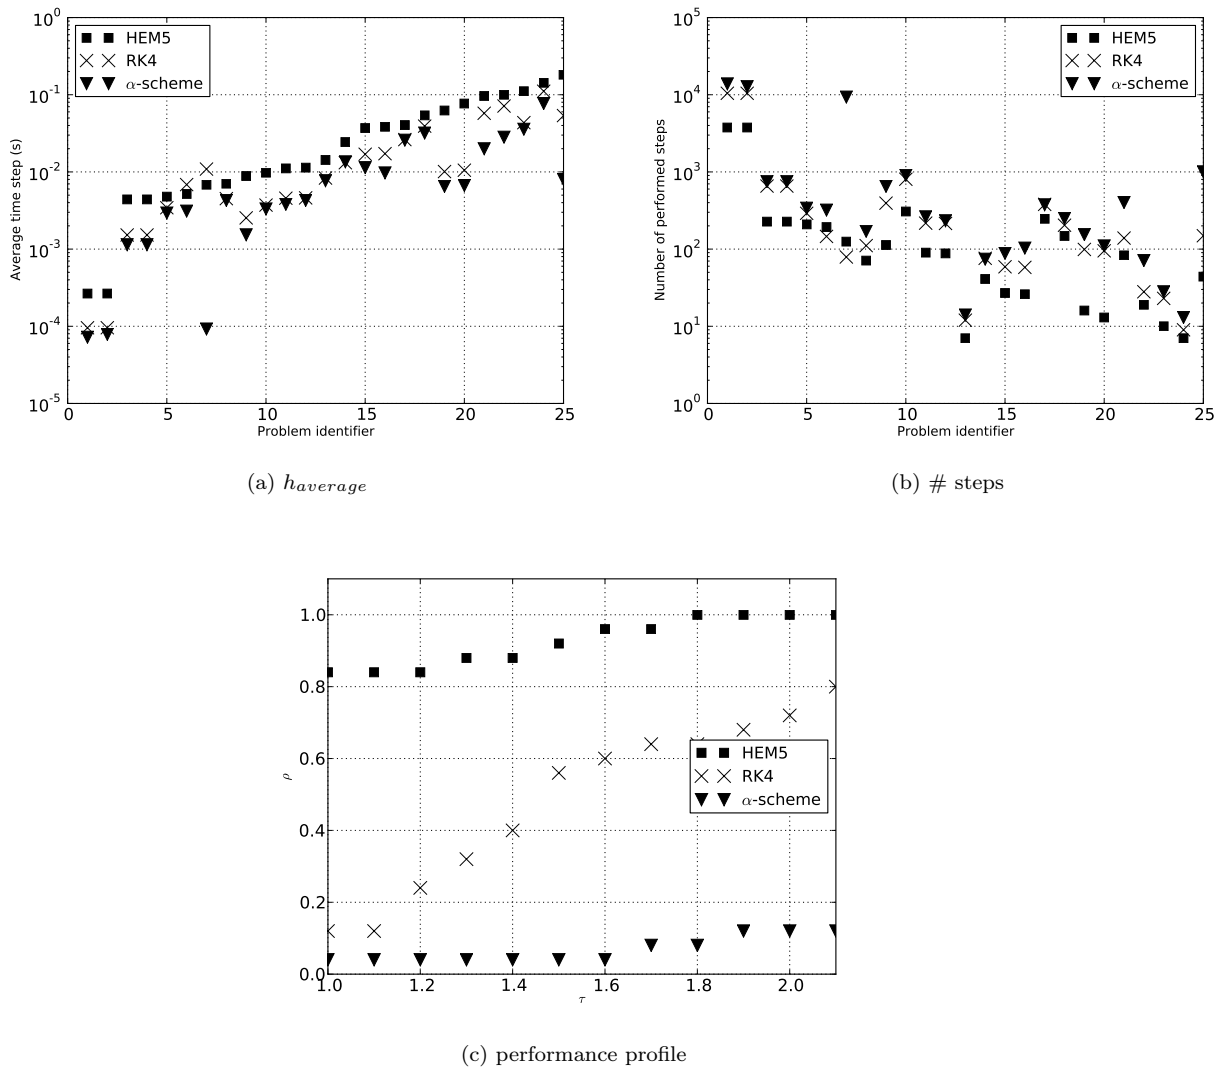 10^0
10^-1
10^-2
10^-3
10^-4
10^-5
Average time step (s)
HEM5
RK4
α-scheme
0 5 10 15 20 25
Problem identifier
(a) h_average
10^5
10^4
10^3
10^2
10^1
10^0
Number of performed steps
HEM5
RK4
α-scheme
0 5 10 15 20 25
Problem identifier
(b) # steps
1.0
0.8
0.6
0.4
0.2
0.0
ρ
HEM5
RK4
α-scheme
1.0 1.2 1.4 1.6 1.8 2.0
τ
(c) performance profile